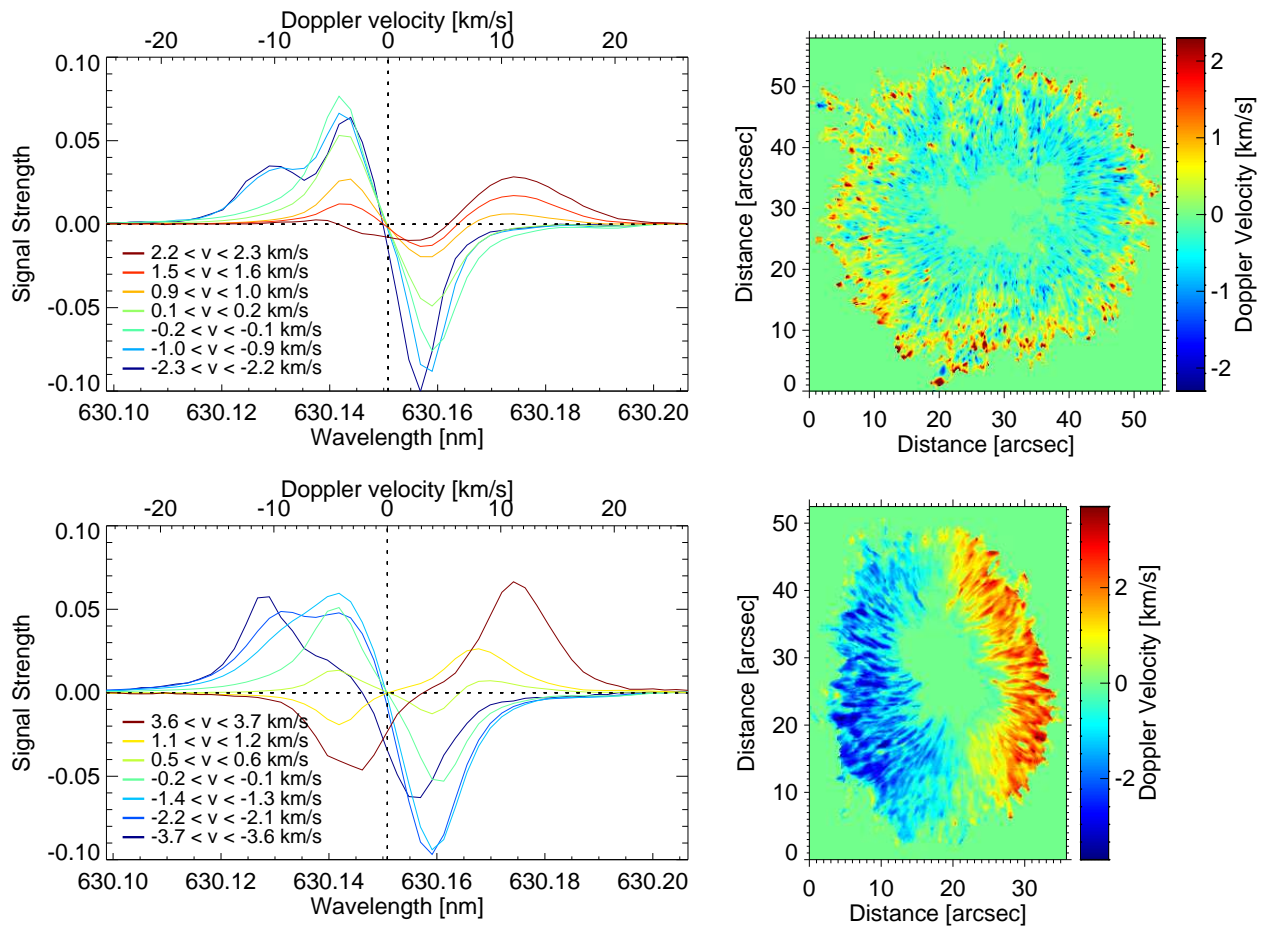 Doppler velocity [km/s]
-20 -10 0 10 20
0.10
0.05
0.00
-0.05
-0.10
Signal Strength
2.2 < v < 2.3 km/s
1.5 < v < 1.6 km/s
0.9 < v < 1.0 km/s
0.1 < v < 0.2 km/s
-0.2 < v < -0.1 km/s
-1.0 < v < -0.9 km/s
-2.3 < v < -2.2 km/s
630.10 630.12 630.14 630.16 630.18 630.20
Wavelength [nm]
50
40
30
20
10
0
Distance [arcsec]
0 10 20 30 40 50
Distance [arcsec]
2
1
0
-1
-2
Doppler Velocity [km/s]
Doppler velocity [km/s]
-20 -10 0 10 20
0.10
0.05
0.00
-0.05
-0.10
Signal Strength
3.6 < v < 3.7 km/s
1.1 < v < 1.2 km/s
0.5 < v < 0.6 km/s
-0.2 < v < -0.1 km/s
-1.4 < v < -1.3 km/s
-2.2 < v < -2.1 km/s
-3.7 < v < -3.6 km/s
630.10 630.12 630.14 630.16 630.18 630.20
Wavelength [nm]
50
40
30
20
10
0
Distance [arcsec]
0 10 20 30
Distance [arcsec]
2
0
-2
Doppler Velocity [km/s]